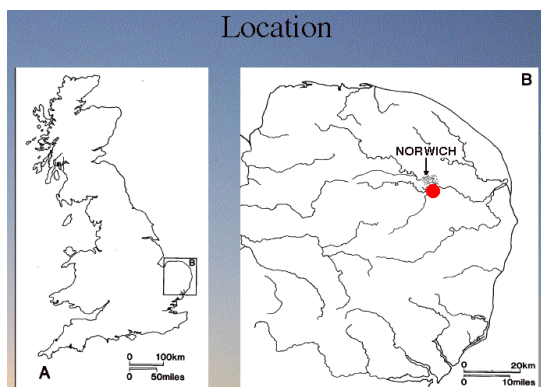 Location
B
A
0 100km
0 50miles
B
NORWICH
0 20km
0 10miles